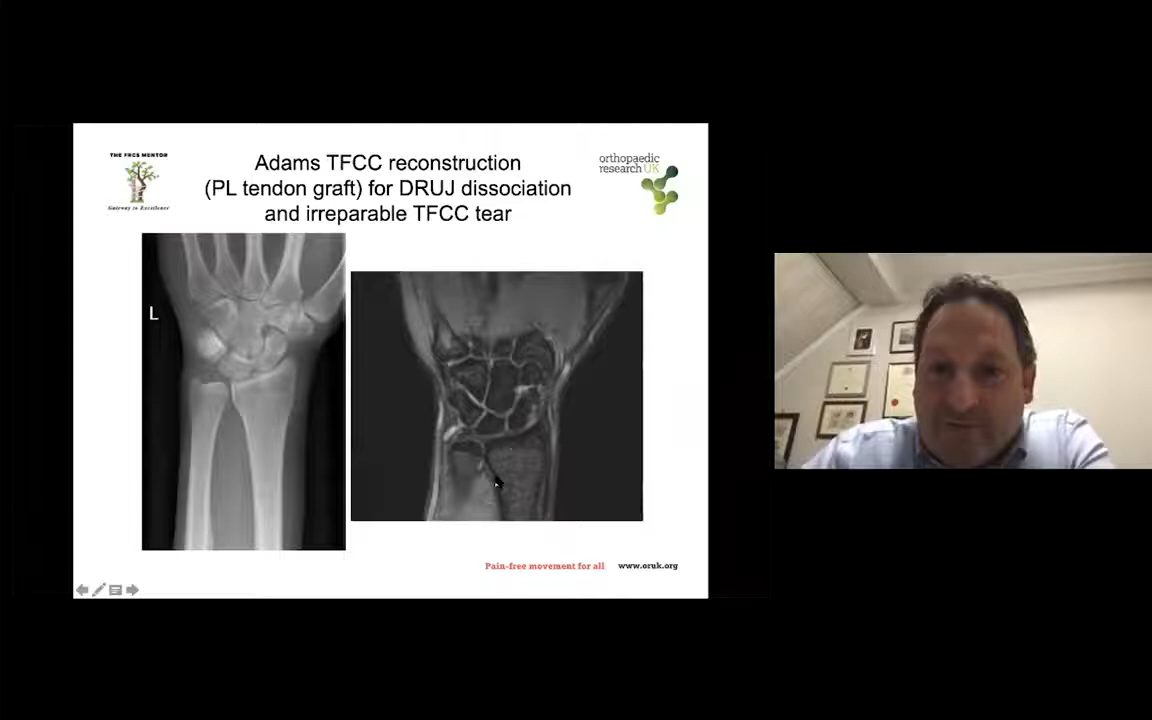 THE FRCS MENTOR
Gateway to Excellence
Adams TFCC reconstruction
(PL tendon graft) for DRUJ dissociation
and irreparable TFCC tear
orthopaedic
research UK
L
Pain-free movement for all www.oruk.org